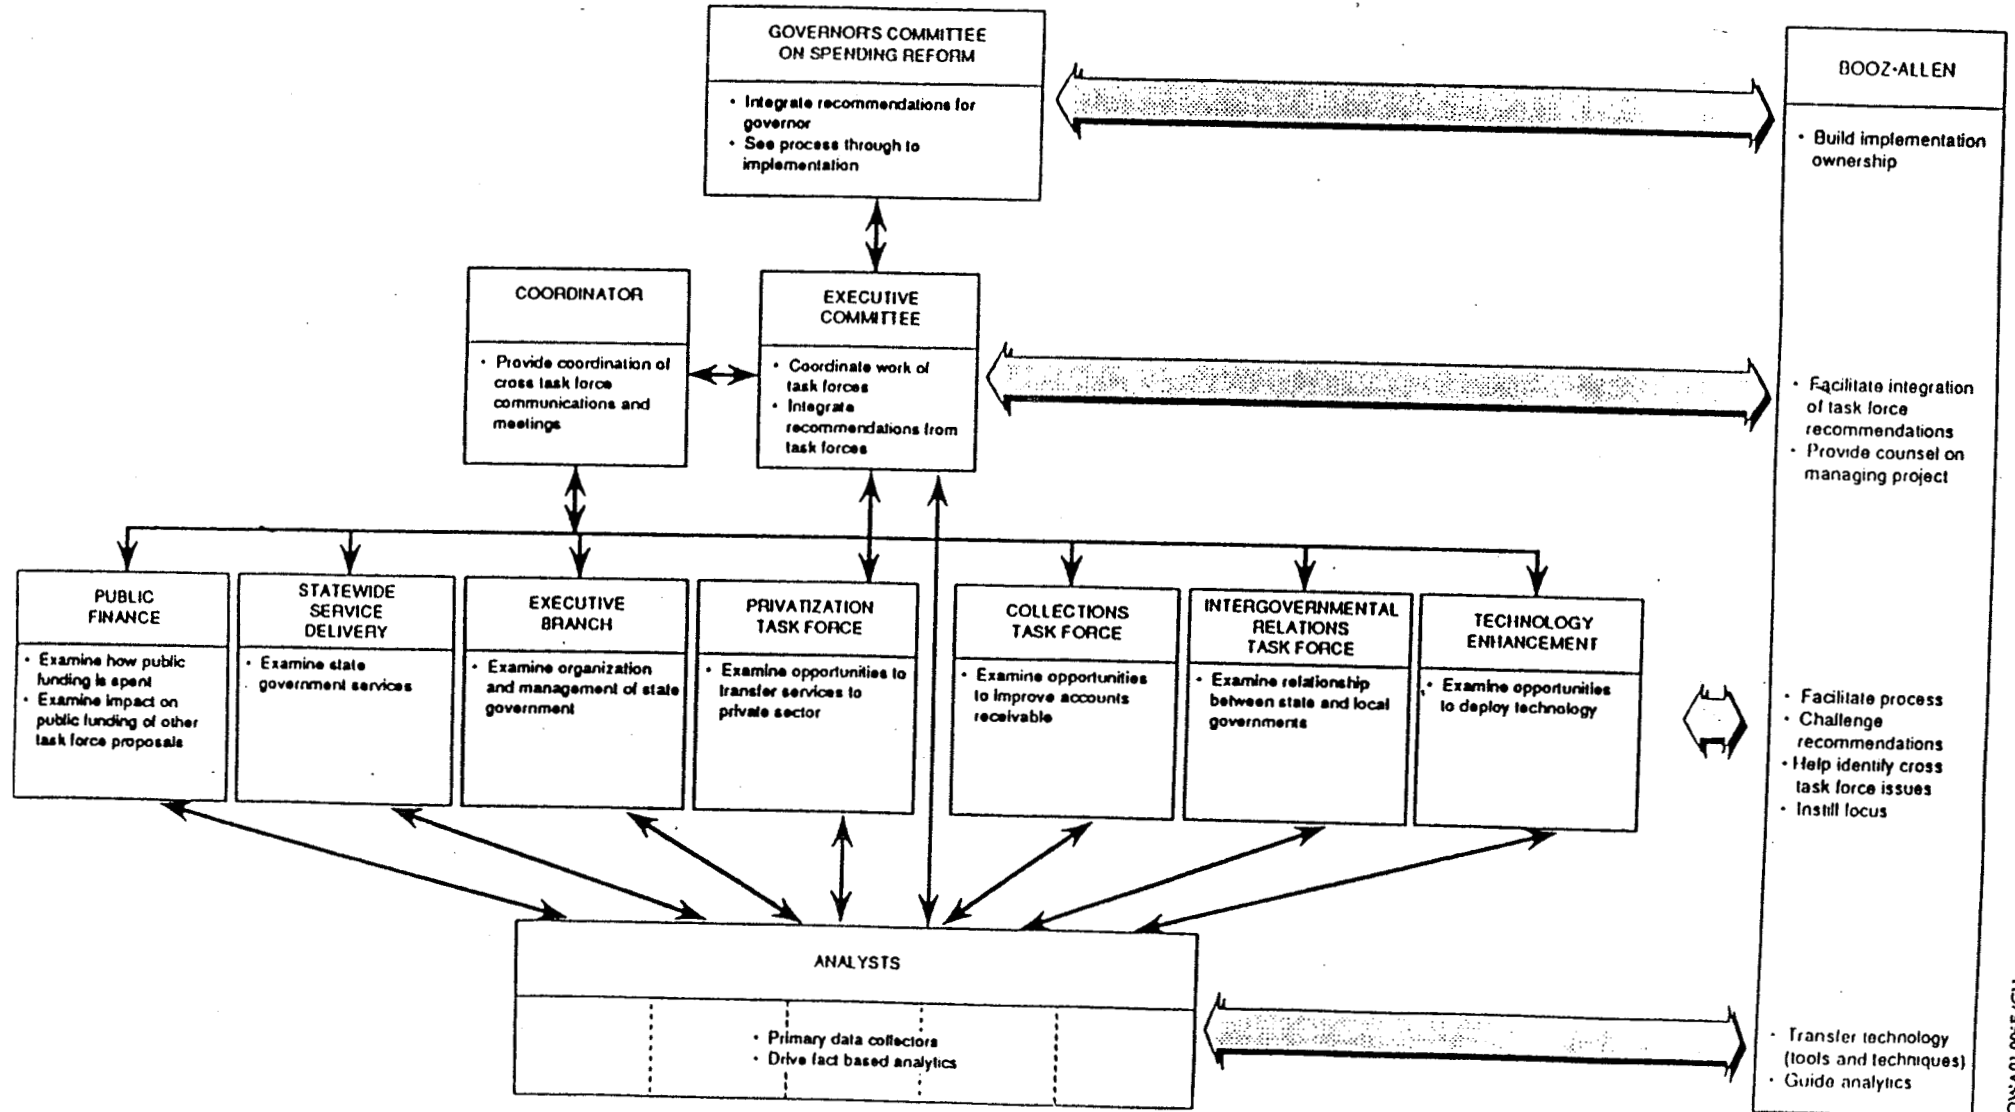 GOVERNOR'S COMMITTEE
ON SPENDING REFORM
• Integrate recommendations for
governor
• See process through to
implementation
BOOZ•ALLEN
• Build implementation
ownership
COORDINATOR
• Provide coordination of
cross task force
communications and
meetings
EXECUTIVE
COMMITTEE
• Coordinate work of
task forces
• Integrate
recommendations from
task forces
• Facilitate integration
of task force
recommendations
• Provide counsel on
managing project
PUBLIC
FINANCE
• Examine how public
funding is spent
• Examine impact on
public funding of other
task force proposals
STATEWIDE
SERVICE
DELIVERY
• Examine state
government services
EXECUTIVE
BRANCH
• Examine organization
and management of state
government
PRIVATIZATION
TASK FORCE
• Examine opportunities to
transfer services to
private sector
COLLECTIONS
TASK FORCE
• Examine opportunities
to improve accounts
receivable
INTERGOVERNMENTAL
RELATIONS
TASK FORCE
• Examine relationship
between state and local
governments
TECHNOLOGY
ENHANCEMENT
• Examine opportunities
to deploy technology
• Facilitate process
• Challenge
recommendations
• Help identify cross
task force issues
• Instill focus
ANALYSTS
• Primary data collectors
• Drive fact based analytics
• Transfer technology
(tools and techniques)
• Guide analytics